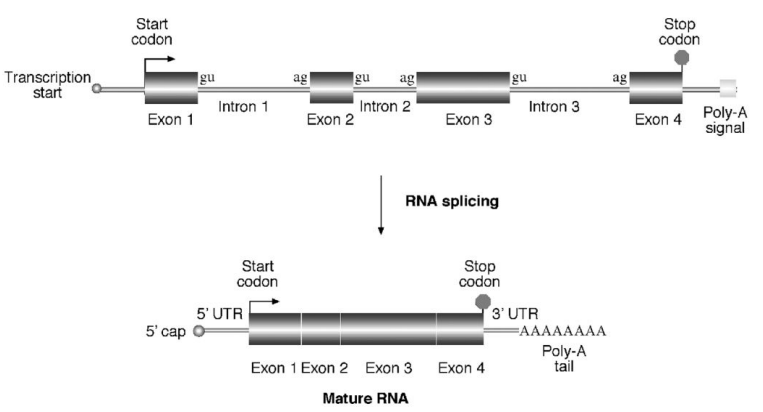 Start
codon
Stop
codon
Transcription
start
gu
ag
gu
ag
gu
ag
Intron 1
Intron 2
Intron 3
Exon 1
Exon 2
Exon 3
Exon 4
Poly-A
signal
RNA splicing
Start
codon
Stop
codon
5' UTR
3' UTR
5' cap
AAAAAAAA
Poly-A
tail
Exon 1
Exon 2
Exon 3
Exon 4
Mature RNA